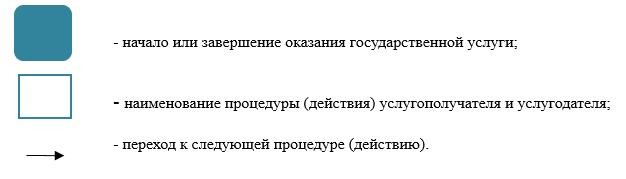 - начало или завершение оказания государственной услуги;
- наименование процедуры (действия) услугополучателя и услугодателя;
- переход к следующей процедуре (действию).